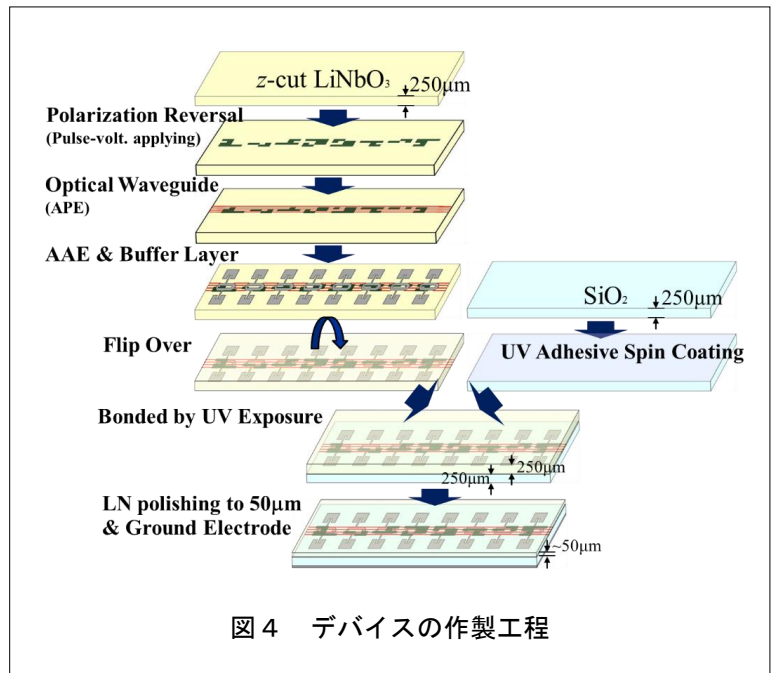 z-cut LiNbO₃
250μm
Polarization Reversal
(Pulse-volt. applying)
Optical Waveguide
(APE)
AAE & Buffer Layer
SiO₂
250μm
Flip Over
UV Adhesive Spin Coating
Bonded by UV Exposure
250μm
250μm
LN polishing to 50μm
& Ground Electrode
~50μm
図４ デバイスの作製工程